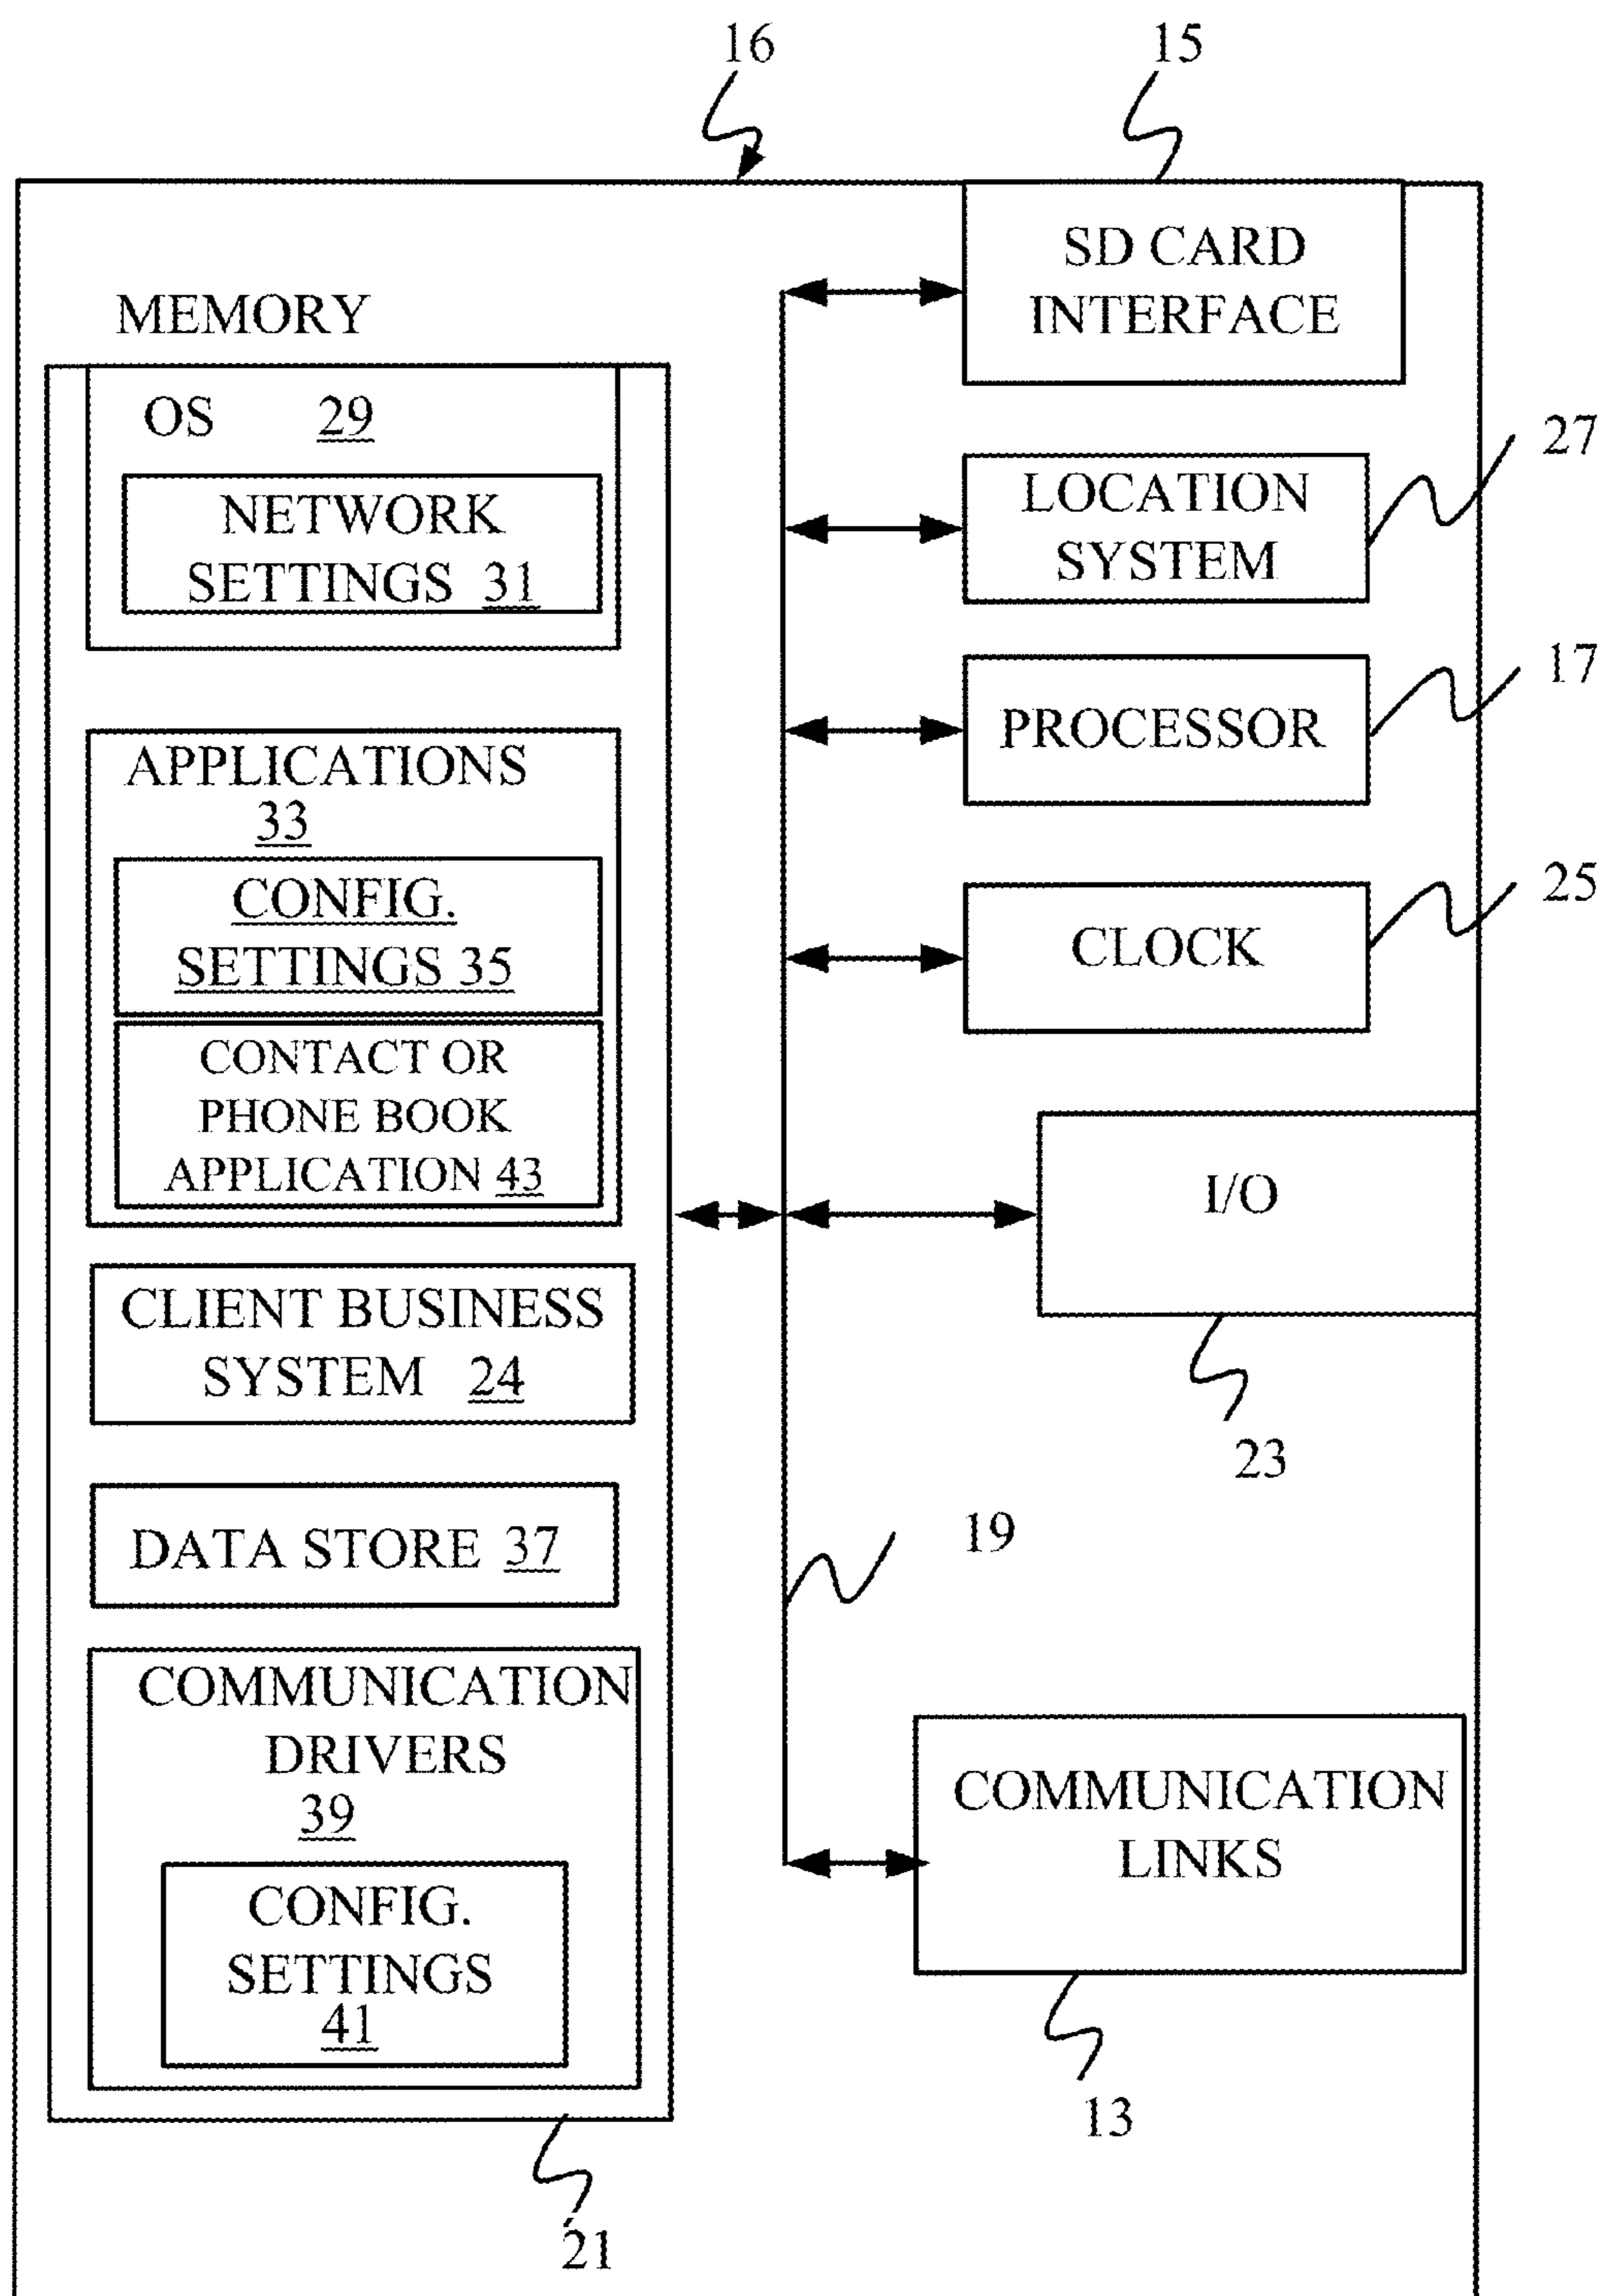 16
15
SD CARD
INTERFACE
MEMORY
OS 29
NETWORK
SETTINGS 31
APPLICATIONS
33
CONFIG.
SETTINGS 35
CONTACT OR
PHONE BOOK
APPLICATION 43
CLIENT BUSINESS
SYSTEM 24
DATA STORE 37
COMMUNICATION
DRIVERS
39
CONFIG.
SETTINGS
41
21
LOCATION
SYSTEM
27
PROCESSOR
17
CLOCK
25
I/O
23
19
COMMUNICATION
LINKS
13